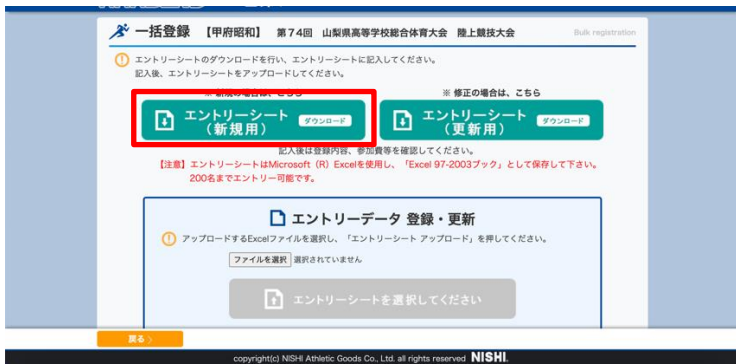 一括登録 【甲府昭和】 第74回 山梨県高等学校総合体育大会 陸上競技大会 Bulk registration
エントリーシートのダウンロードを行い、エントリーシートに記入してください。
記入後、エントリーシートをアップロードしてください。
※ 新規の場合は、こちら ※ 修正の場合は、こちら
エントリーシート（新規用） ダウンロード
エントリーシート（更新用） ダウンロード
記入後は登録内容、参加費等を確認してください。
【注意】エントリーシートはMicrosoft（R）Excelを使用し、「Excel 97-2003ブック」として保存して下さい。
200名までエントリー可能です。
エントリーデータ 登録・更新
アップロードするExcelファイルを選択し、「エントリーシート アップロード」を押してください。
ファイルを選択 選択されていません
エントリーシートを選択してください
戻る 〉
copyright(c) NISHI Athletic Goods Co., Ltd. all rights reserved NISHI.